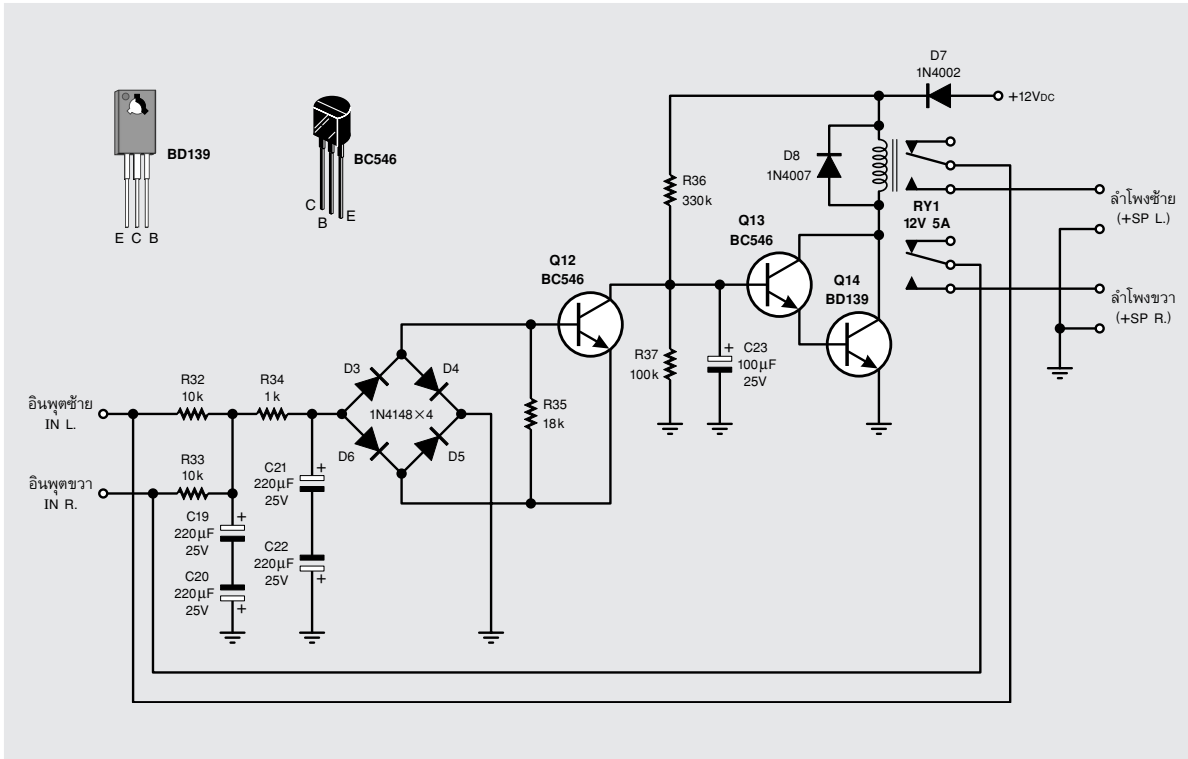 D7
1N4002
+12VDC
BD139
BC546
E C B
C
B
E
D8
1N4007
R36
330k
RY1
12V 5A
ลำโพงซ้าย
(+SP L.)
Q13
BC546
Q12
BC546
Q14
BD139
ลำโพงขวา
(+SP R.)
R37
100k
+
C23
100µF
25V
D3
D4
R32
10k
R34
1k
1N4148×4
R35
18k
อินพุตซ้าย
IN L.
D6
D5
R33
10k
อินพุตขวา
IN R.
C21
220µF
25V
+
C19
220µF
25V
+
C22
220µF
25V
+
C20
220µF
25V
+